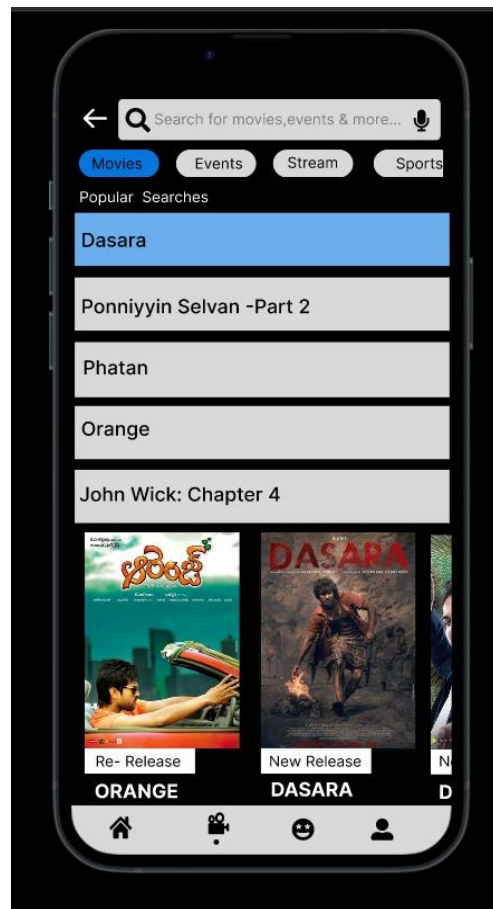 Search for movies,events & more...
Movies Events Stream Sports
Popular Searches
Dasara
Ponniyyin Selvan -Part 2
Phatan
Orange
John Wick: Chapter 4
ఆరెంజ్
DASARA
Re- Release New Release
ORANGE DASARA D